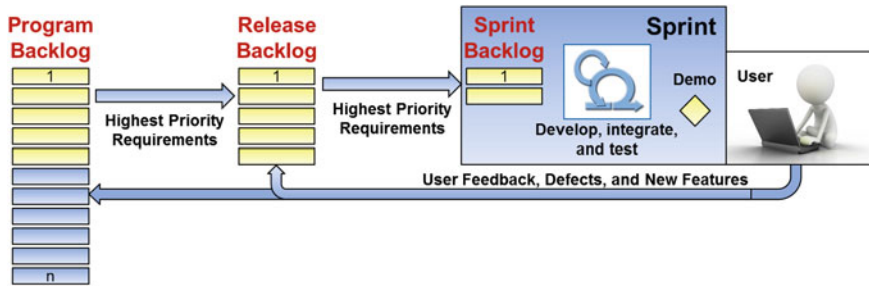 Program
Backlog
1
n
Highest Priority
Requirements
Release
Backlog
1
Highest Priority
Requirements
Sprint
Sprint
Backlog
1
Develop, integrate,
and test
Demo
User
User Feedback, Defects, and New Features